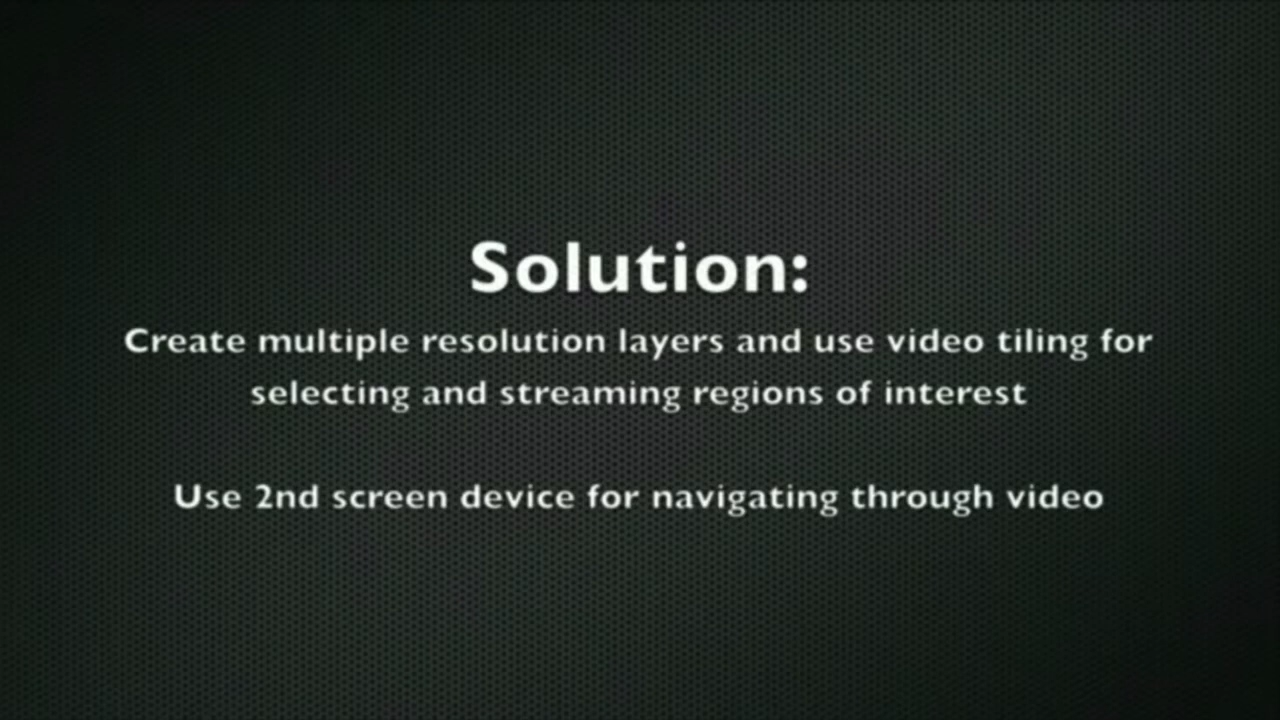 Solution:
Create multiple resolution layers and use video tiling for
selecting and streaming regions of interest
Use 2nd screen device for navigating through video